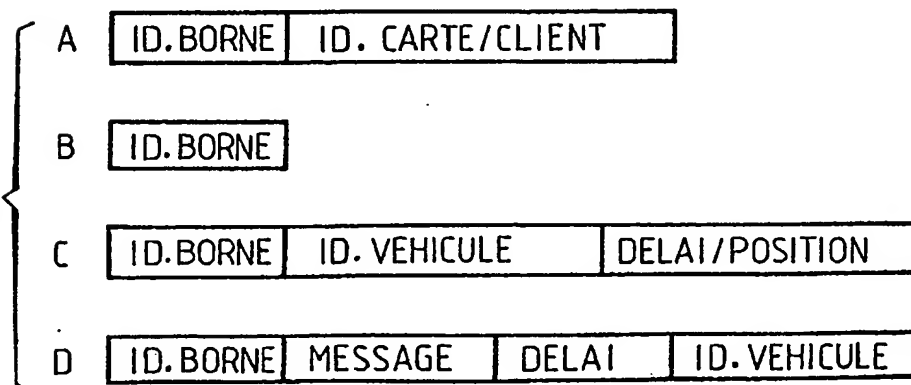 A ID.BORNE ID. CARTE/CLIENT
B ID.BORNE
C ID.BORNE ID. VEHICULE DELAI/POSITION
D ID.BORNE MESSAGE DELAI ID. VEHICULE